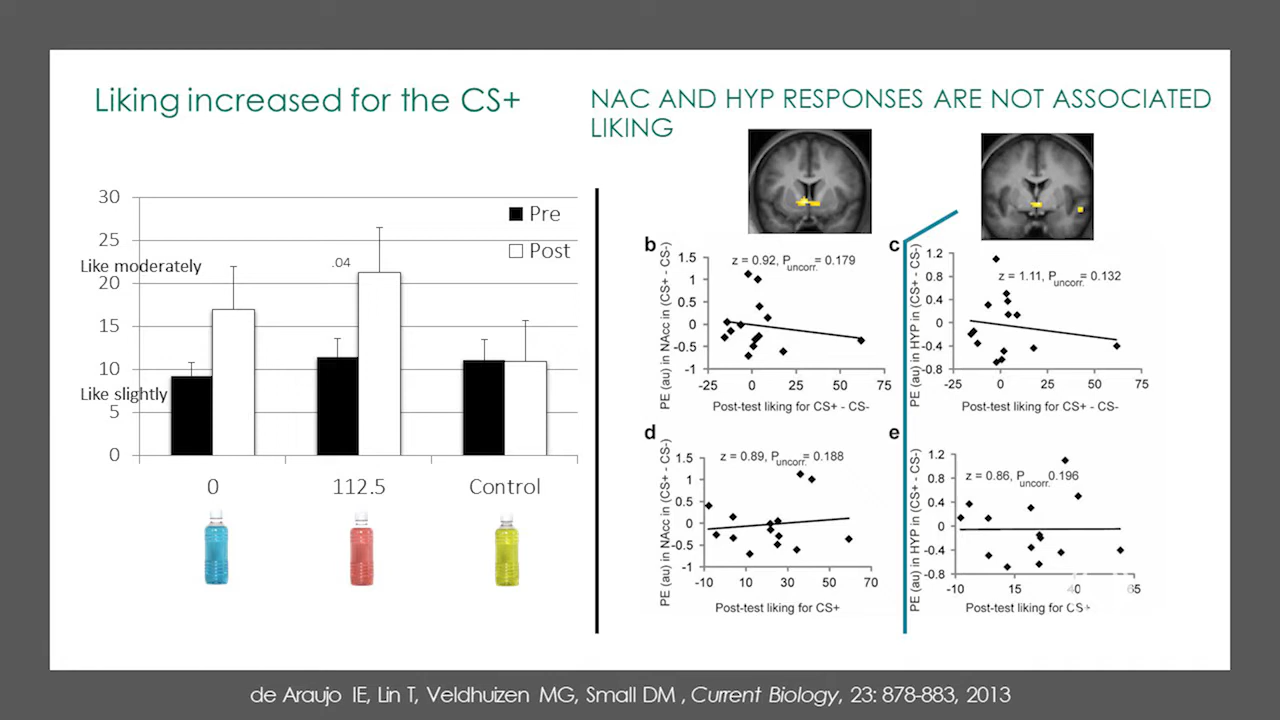 Liking increased for the CS+
NAC AND HYP RESPONSES ARE NOT ASSOCIATED
LIKING
30
25
20
15
10
5
0
Like moderately
Like slightly
Pre
Post
.04
0
112.5
Control
b
z = 0.92, Puncorr.= 0.179
PE (au) in NAcc in (CS+ - CS-)
1.5
1
0.5
0
-0.5
-1
-25 0 25 50 75
Post-test liking for CS+ - CS-
c
z = 1.11, Puncorr.= 0.132
PE (au) in HYP in (CS+ - CS-)
1.2
0.8
0.4
0
-0.4
-0.8
-25 0 25 50 75
Post-test liking for CS+ - CS-
d
z = 0.89, Puncorr.= 0.188
PE (au) in NAcc in (CS+ - CS-)
1.5
1
0.5
0
-0.5
-1
-10 10 30 50 70
Post-test liking for CS+
e
z = 0.86, Puncorr.0.196
PE (au) in HYP in (CS+ - CS-)
1.2
0.8
0.4
0
-0.4
-0.8
-10 15 40 65
Post-test liking for CS+
de Araujo IE, Lin T, Veldhuizen MG, Small DM , Current Biology, 23: 878-883, 2013